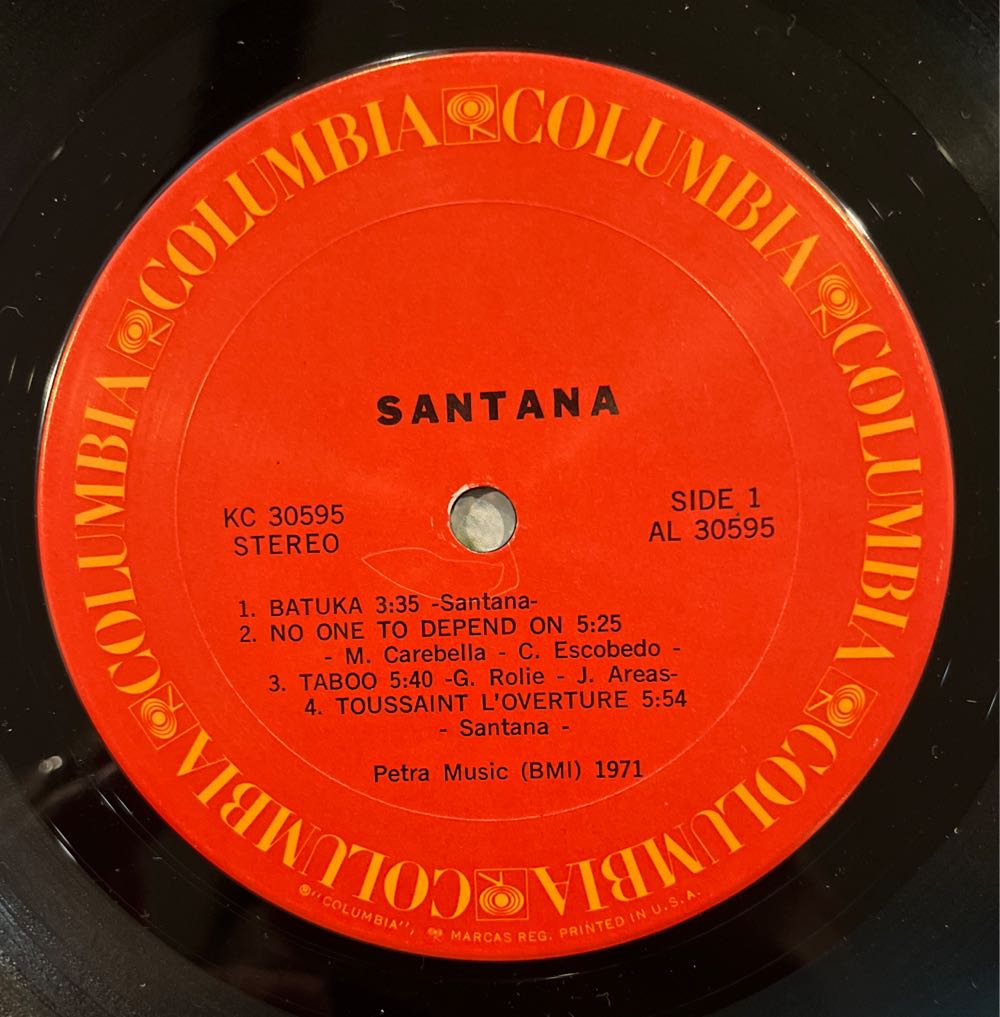 COLUMBIA COLUMBIA COLUMBIA COLUMBIA COLUMBIA COLUMBIA COLUMBIA
SANTANA
KC 30595
STEREO
SIDE 1
AL 30595
1. BATUKA 3:35 -Santana-
2. NO ONE TO DEPEND ON 5:25
- M. Carebella - C. Escobedo -
3. TABOO 5:40 -G. Rolie - J. Areas-
4. TOUSSAINT L'OVERTURE 5:54
- Santana -
Petra Music (BMI) 1971
®"COLUMBIA", MARCAS REG. PRINTED IN U.S.A.